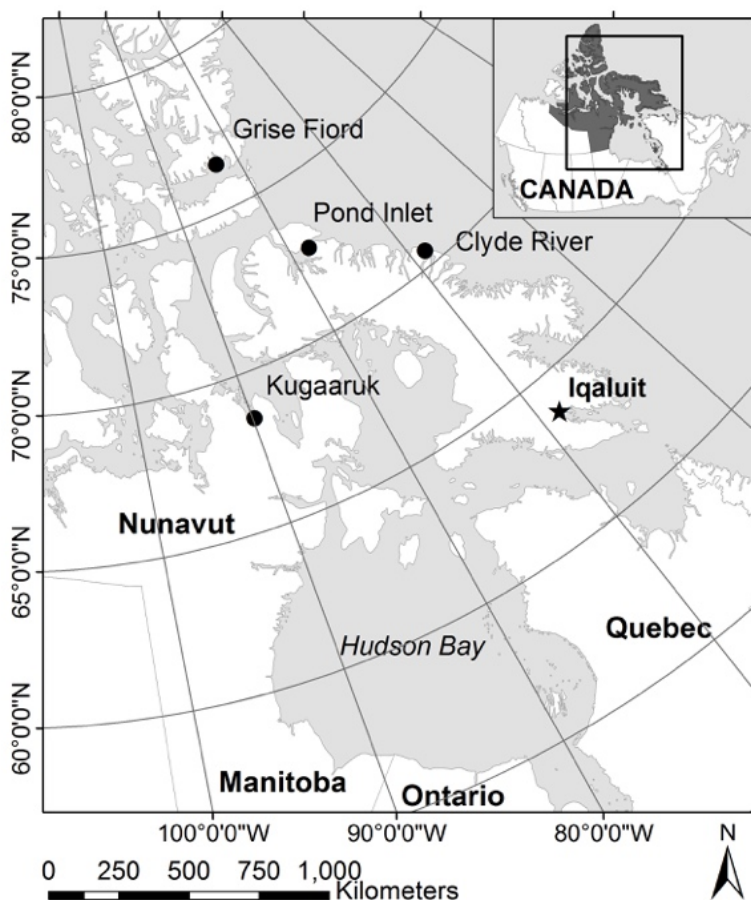 80°0'0"N
75°0'0"N
70°0'0"N
65°0'0"N
60°0'0"N
CANADA
Grise Fiord
Pond Inlet
Clyde River
Kugaaruk
Iqaluit
Nunavut
Hudson Bay
Quebec
Manitoba
Ontario
100°0'0"W
90°0'0"W
80°0'0"W
N
0 250 500 750 1,000
Kilometers